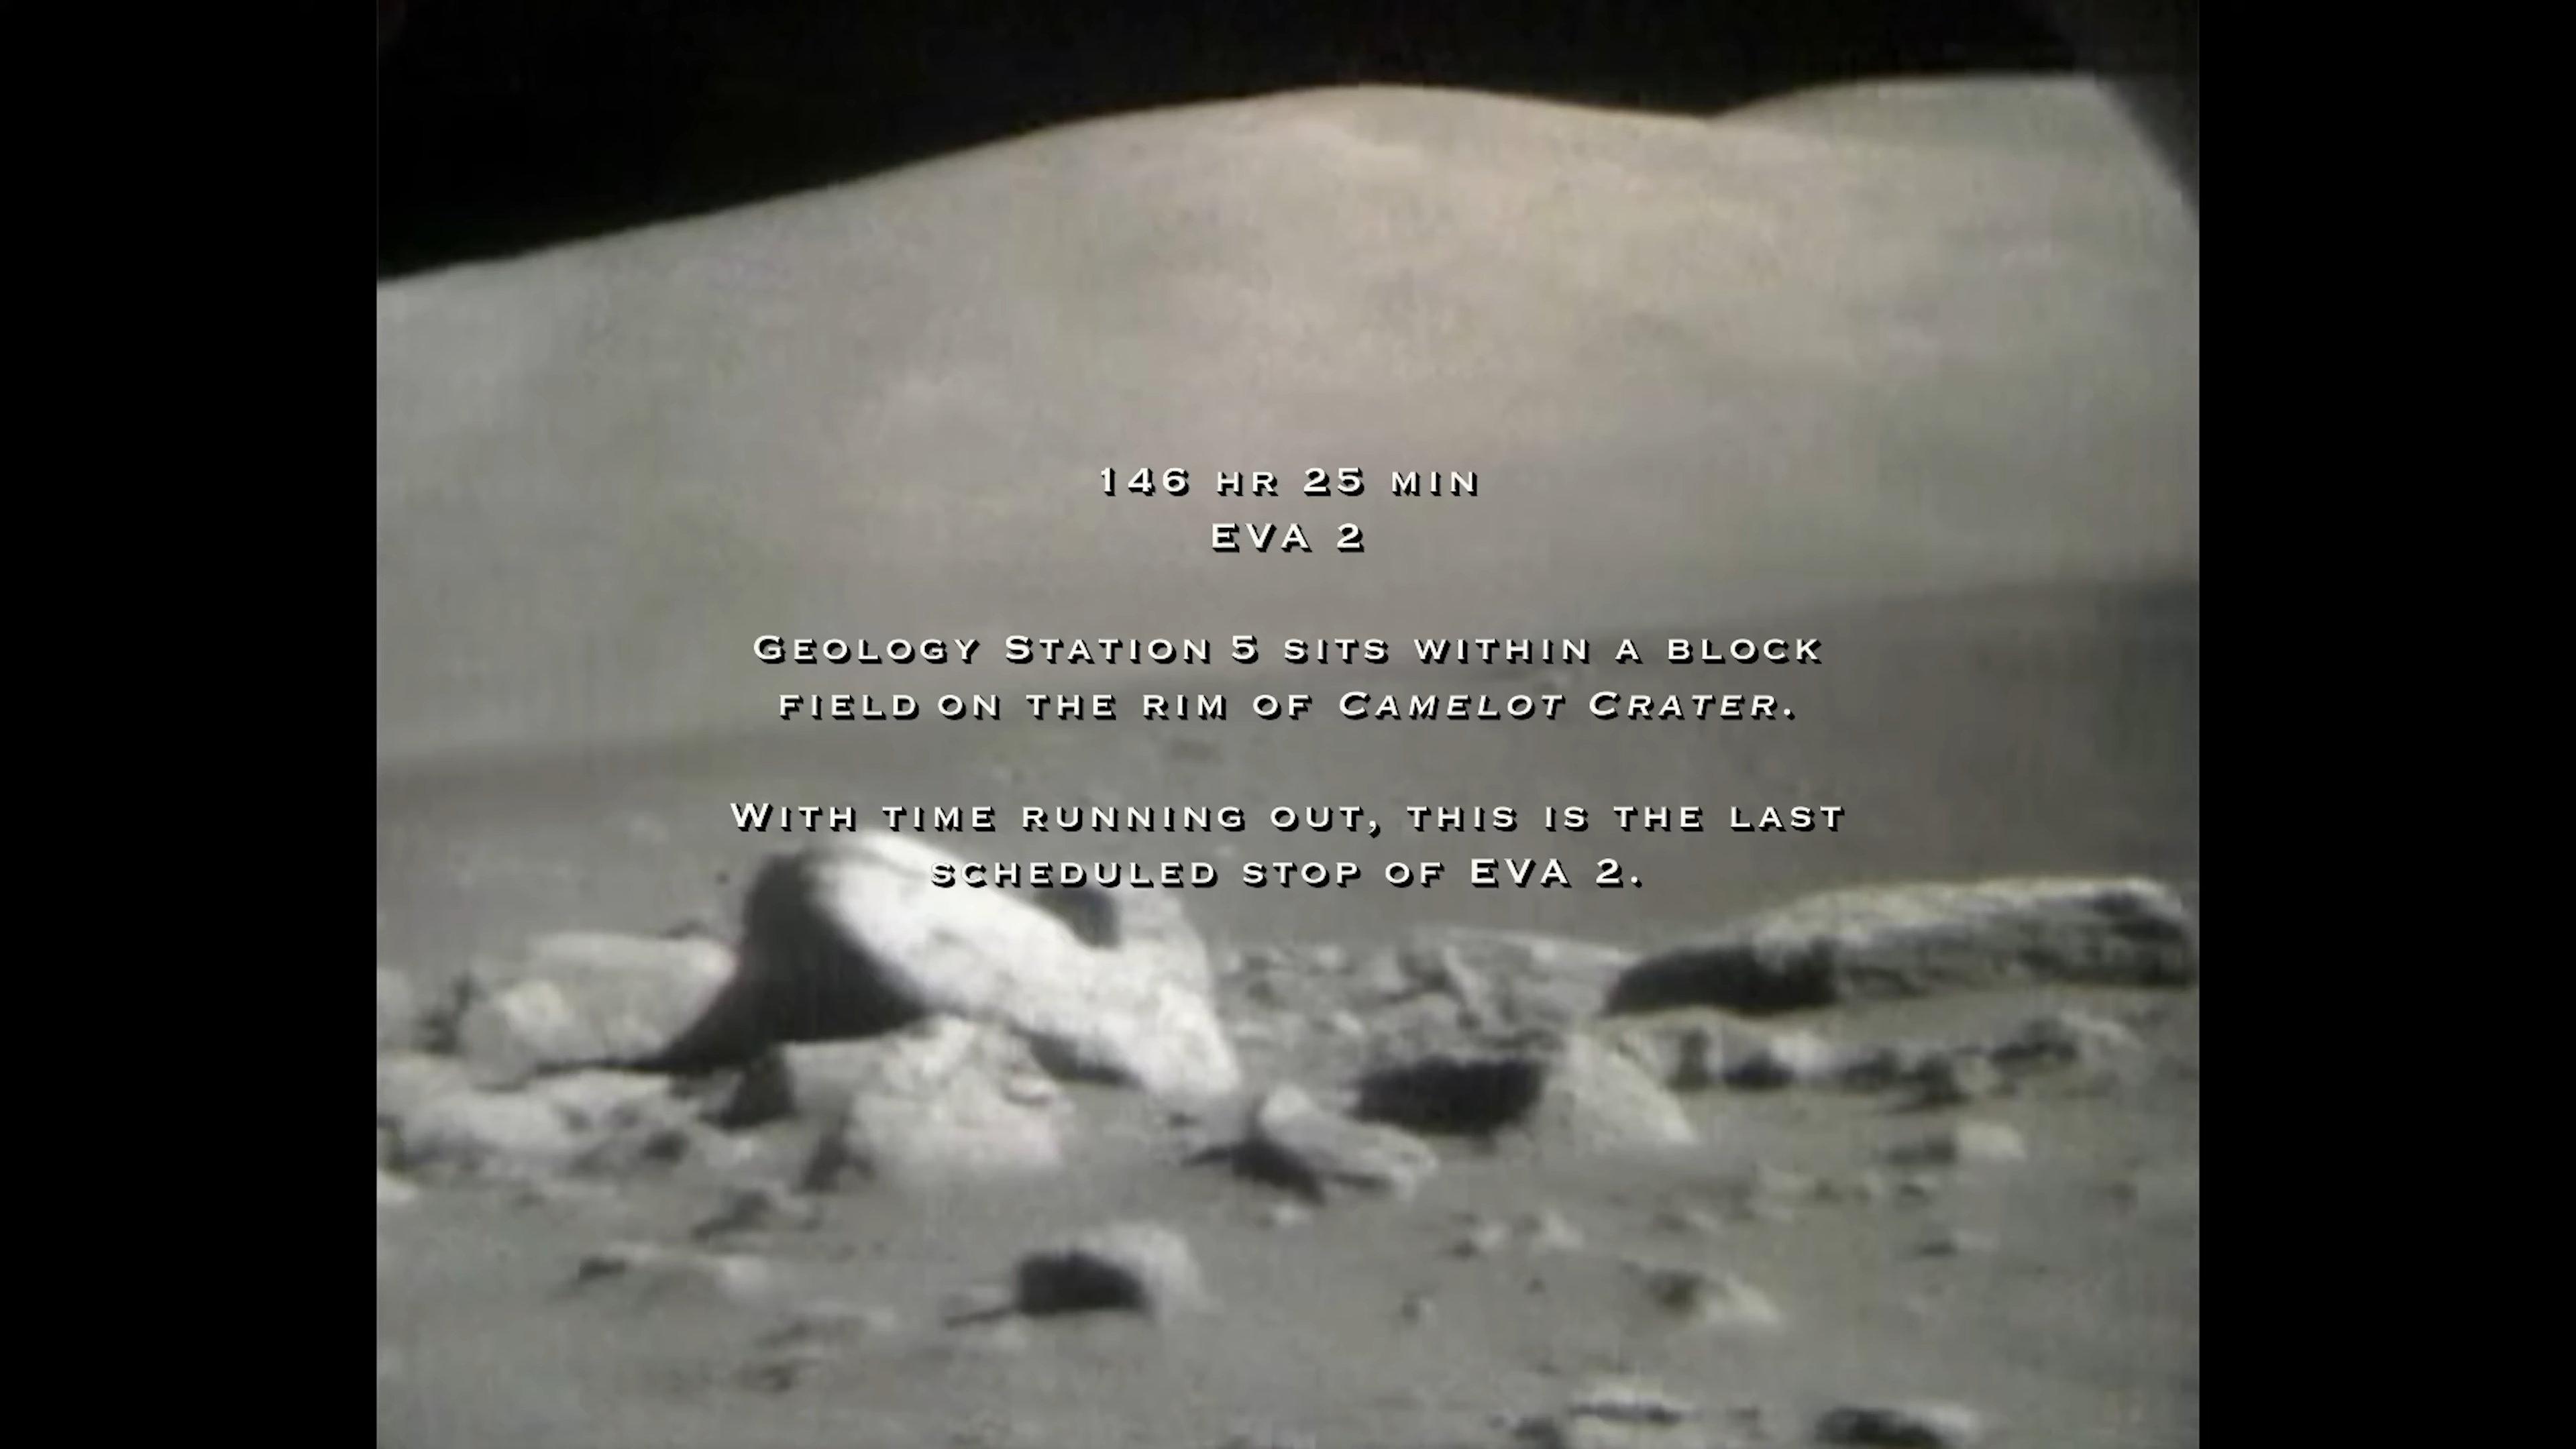 146 HR 25 MIN
EVA 2
GEOLOGY STATION 5 SITS WITHIN A BLOCK
FIELD ON THE RIM OF CAMELOT CRATER.
WITH TIME RUNNING OUT, THIS IS THE LAST
SCHEDULED STOP OF EVA 2.